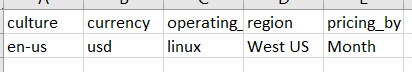 culture currency operating_ region pricing_by
en-us usd linux West US Month